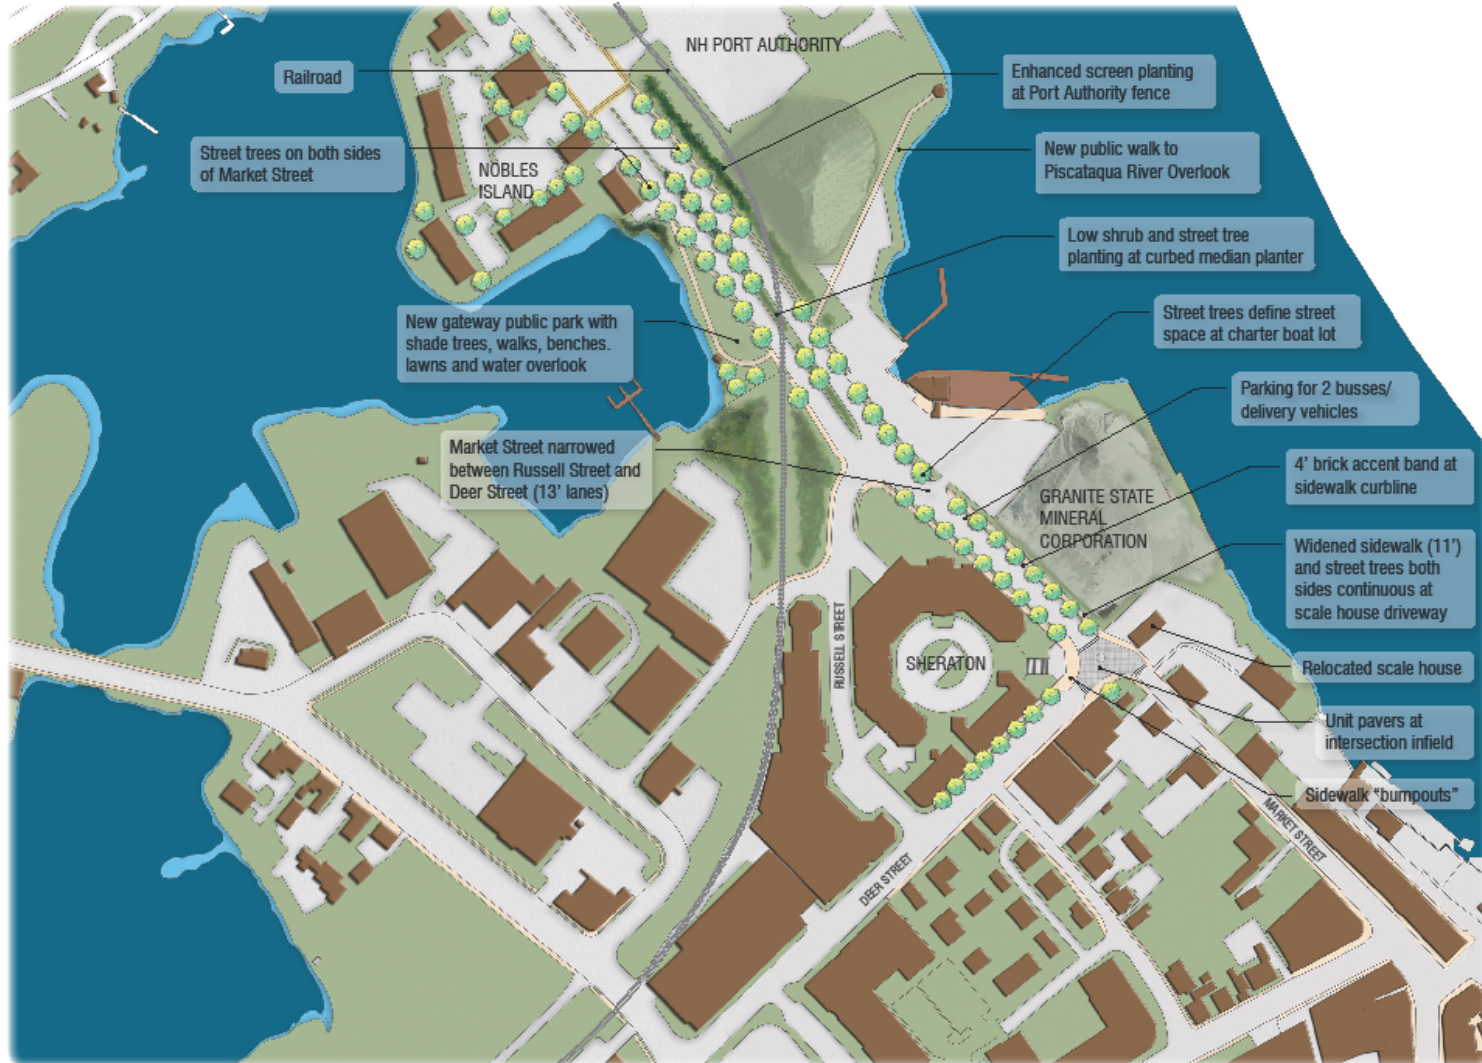 NH PORT AUTHORITY
Railroad
Enhanced screen planting
at Port Authority fence
Street trees on both sides
of Market Street
NOBLES
ISLAND
New public walk to
Piscataqua River Overlook
Low shrub and street tree
planting at curbed median planter
New gateway public park with
shade trees, walks, benches.
lawns and water overlook
Street trees define street
space at charter boat lot
Parking for 2 busses/
delivery vehicles
Market Street narrowed
between Russell Street and
Deer Street (13' lanes)
4' brick accent band at
sidewalk curbline
GRANITE STATE
MINERAL
CORPORATION
Widened sidewalk (11')
and street trees both
sides continuous at
scale house driveway
RUSSELL STREET
SHERATON
Relocated scale house
Unit pavers at
intersection infield
Sidewalk “bumpouts”
MARKET STREET
DEER STREET